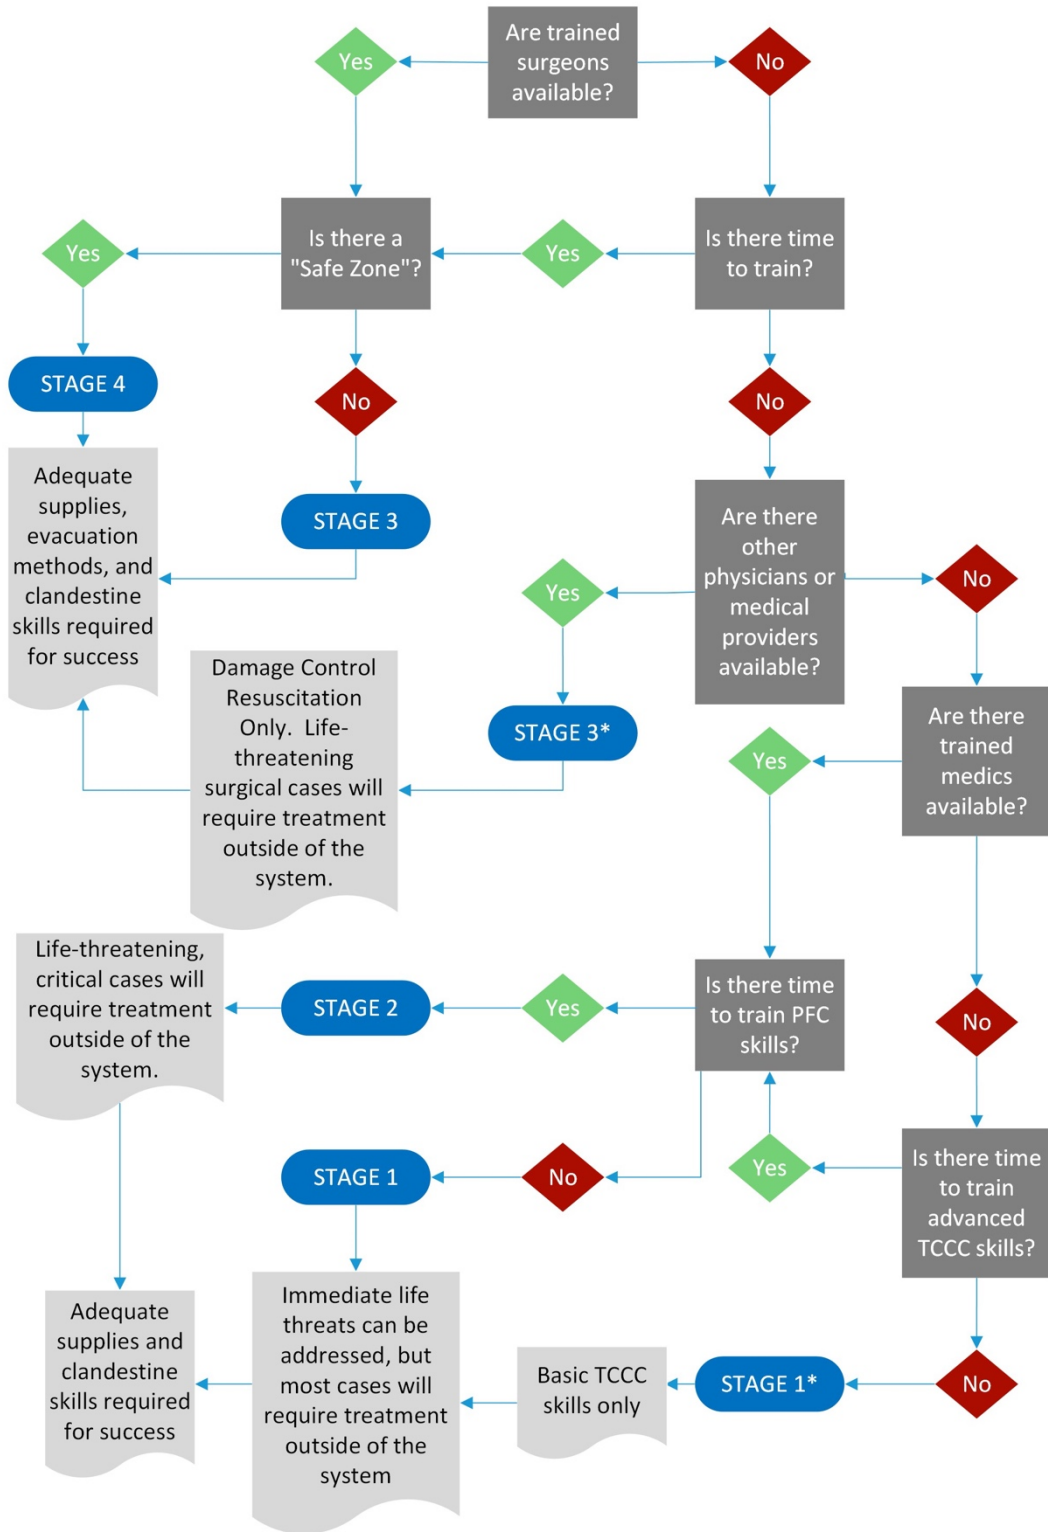 Are trained
surgeons
available?
Yes
No
Is there a
"Safe Zone"?
Yes
Yes
Is there time
to train?
STAGE 4
No
No
Adequate
supplies,
evacuation
methods, and
clandestine
skills required
for success
STAGE 3
Are there
other
physicians or
medical
providers
available?
Yes
No
Damage Control
Resuscitation
Only.  Life-
threatening
surgical cases will
require treatment
outside of the
system.
STAGE 3*
Yes
Are there
trained
medics
available?
Life-threatening,
critical cases will
require treatment
outside of the
system.
STAGE 2
Yes
Is there time
to train PFC
skills?
No
STAGE 1
No
Yes
Is there time
to train
advanced
TCCC skills?
Adequate
supplies and
clandestine
skills required
for success
Immediate life
threats can be
addressed, but
most cases will
require treatment
outside of the
system
Basic TCCC
skills only
STAGE 1*
No